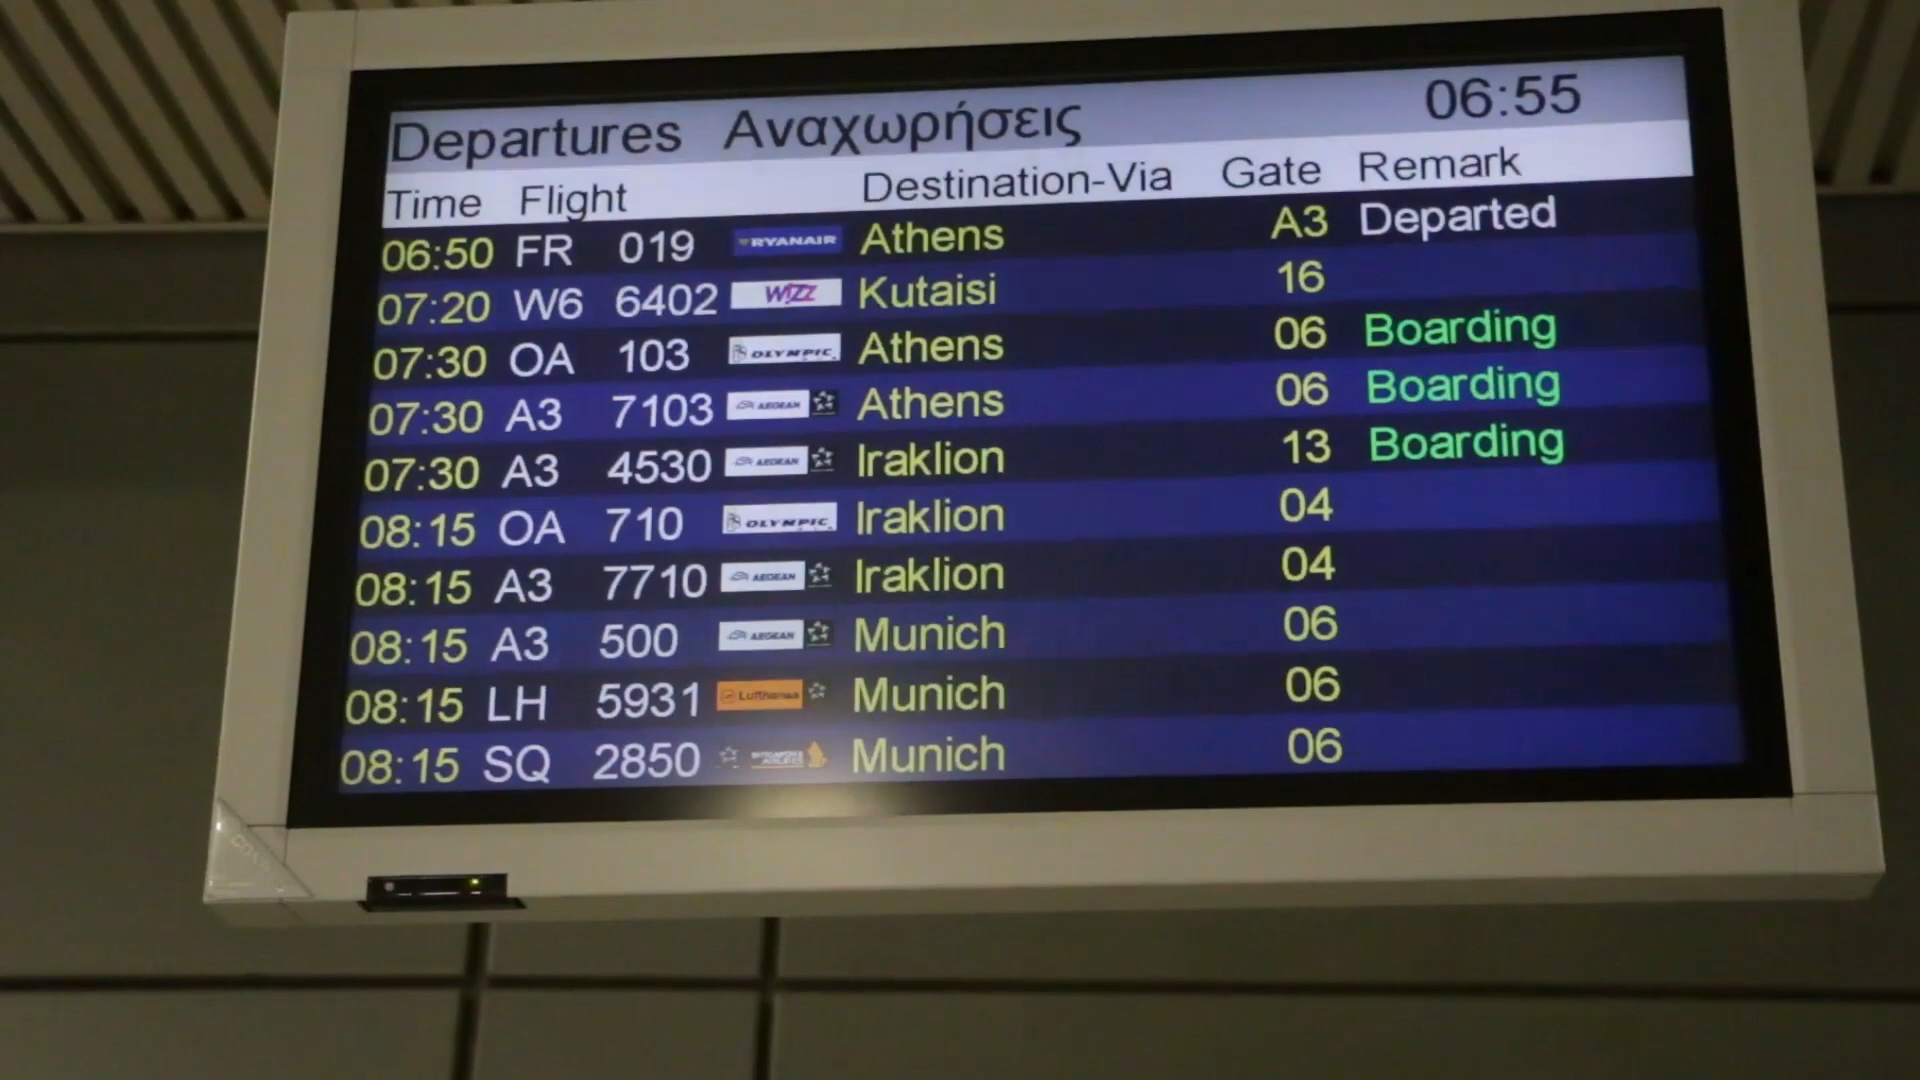 Departures Αναχωρήσεις 06:55
Time Flight Destination-Via Gate Remark
06:50 FR 019 RYANAIR Athens A3 Departed
07:20 W6 6402 WIZZ Kutaisi 16
07:30 OA 103 OLYMPIC Athens 06 Boarding
07:30 A3 7103 AEGEAN Athens 06 Boarding
07:30 A3 4530 AEGEAN Iraklion 13 Boarding
08:15 OA 710 OLYMPIC Iraklion 04
08:15 A3 7710 AEGEAN Iraklion 04
08:15 A3 500 AEGEAN Munich 06
08:15 LH 5931 Lufthansa Munich 06
08:15 SQ 2850 SINGAPORE AIRLINES Munich 06